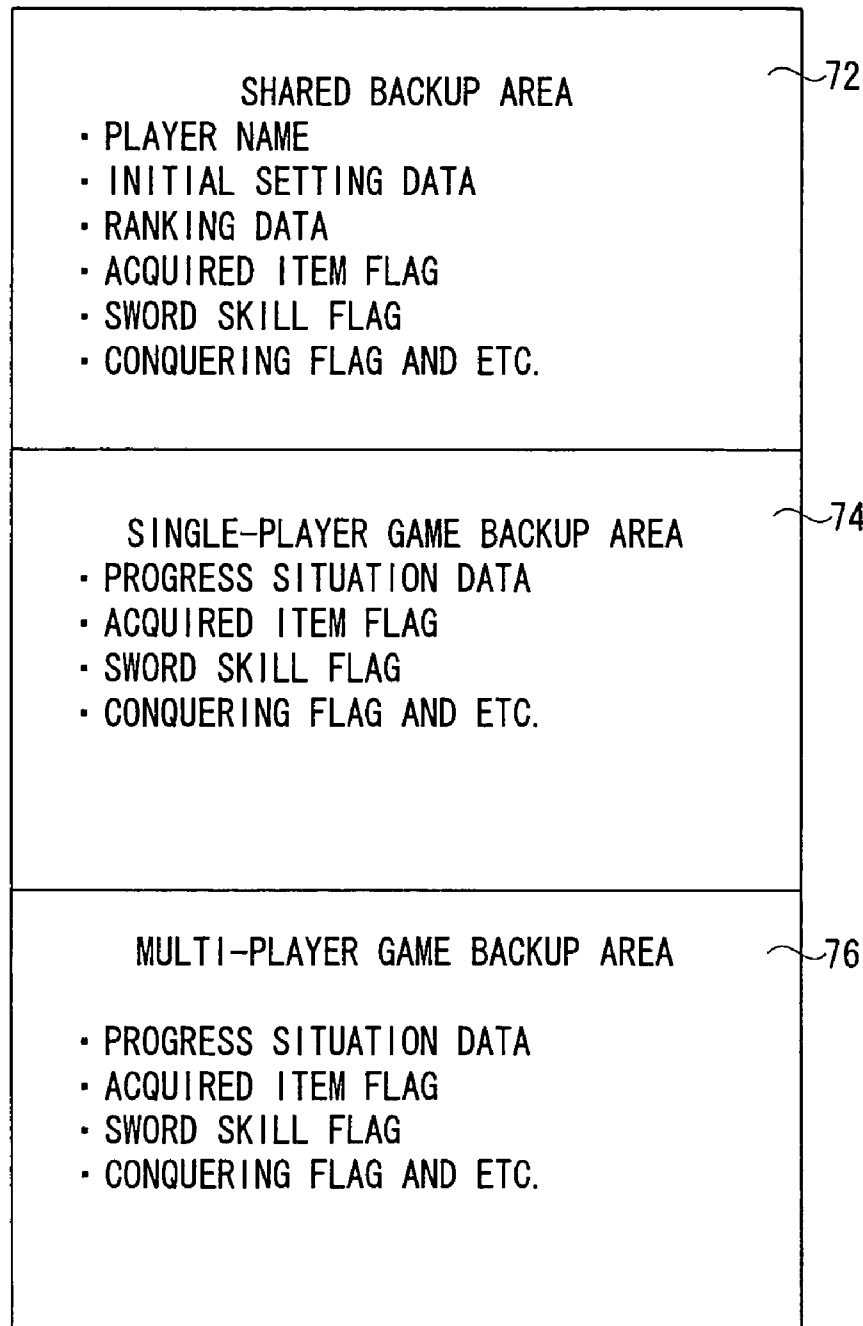 SHARED BACKUP AREA
72
· PLAYER NAME
· INITIAL SETTING DATA
· RANKING DATA
· ACQUIRED ITEM FLAG
· SWORD SKILL FLAG
· CONQUERING FLAG AND ETC.
SINGLE-PLAYER GAME BACKUP AREA
74
· PROGRESS SITUATION DATA
· ACQUIRED ITEM FLAG
· SWORD SKILL FLAG
· CONQUERING FLAG AND ETC.
MULTI-PLAYER GAME BACKUP AREA
76
· PROGRESS SITUATION DATA
· ACQUIRED ITEM FLAG
· SWORD SKILL FLAG
· CONQUERING FLAG AND ETC.